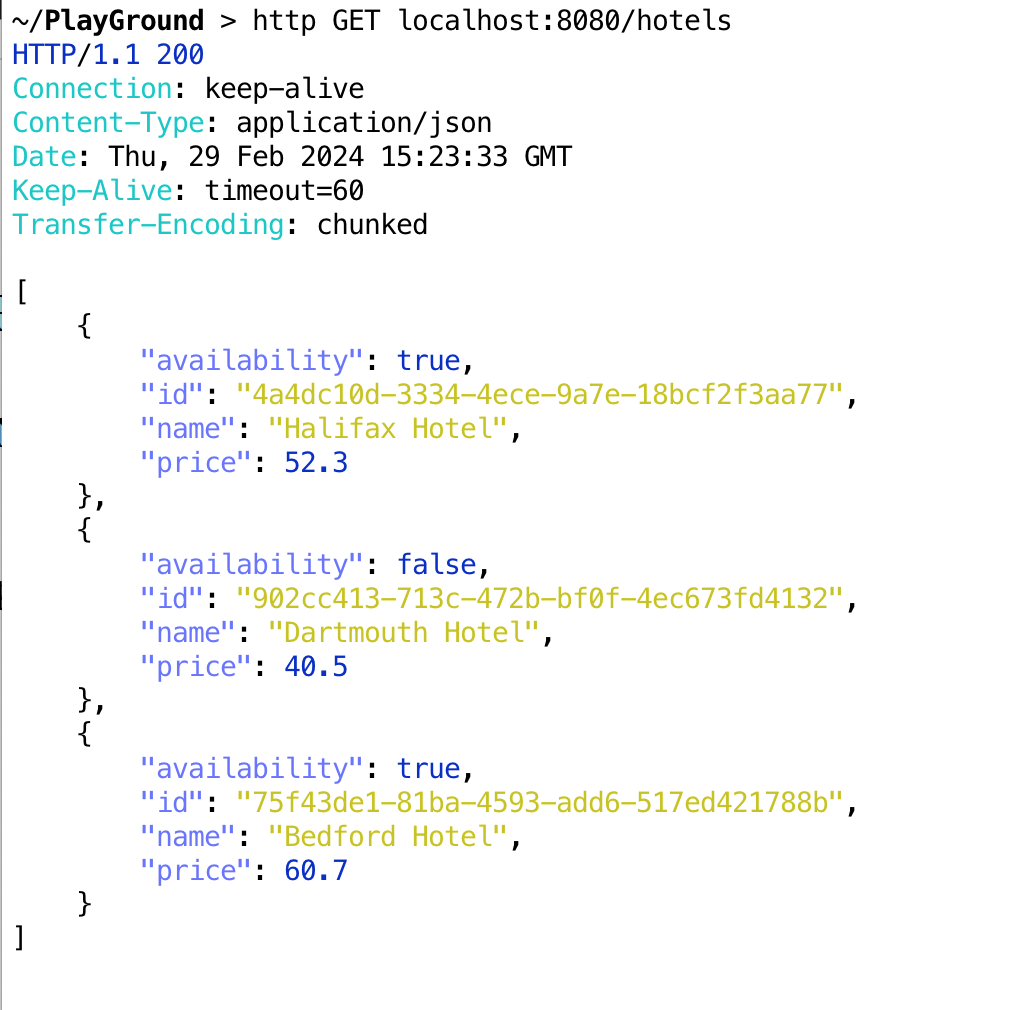 ~/PlayGround > http GET localhost:8080/hotels
HTTP/1.1 200
Connection: keep-alive
Content-Type: application/json
Date: Thu, 29 Feb 2024 15:23:33 GMT
Keep-Alive: timeout=60
Transfer-Encoding: chunked

[
    {
        "availability": true,
        "id": "4a4dc10d-3334-4ece-9a7e-18bcf2f3aa77",
        "name": "Halifax Hotel",
        "price": 52.3
    },
    {
        "availability": false,
        "id": "902cc413-713c-472b-bf0f-4ec673fd4132",
        "name": "Dartmouth Hotel",
        "price": 40.5
    },
    {
        "availability": true,
        "id": "75f43de1-81ba-4593-add6-517ed421788b",
        "name": "Bedford Hotel",
        "price": 60.7
    }
]